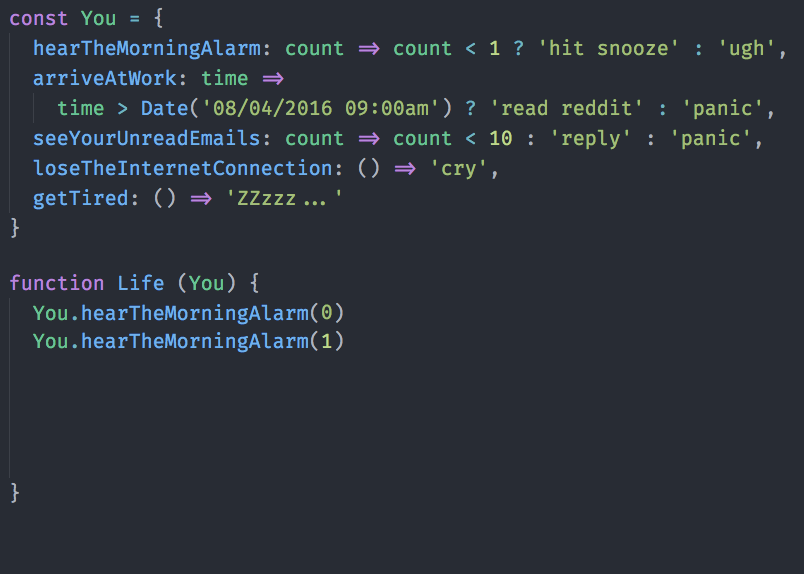 const You = {
  hearTheMorningAlarm: count => count < 1 ? 'hit snooze' : 'ugh',
  arriveAtWork: time =>
    time > Date('08/04/2016 09:00am') ? 'read reddit' : 'panic',
  seeYourUnreadEmails: count => count < 10 : 'reply' : 'panic',
  loseTheInternetConnection: () => 'cry',
  getTired: () => 'ZZzzz...'
}

function Life (You) {
  You.hearTheMorningAlarm(0)
  You.hearTheMorningAlarm(1)
}